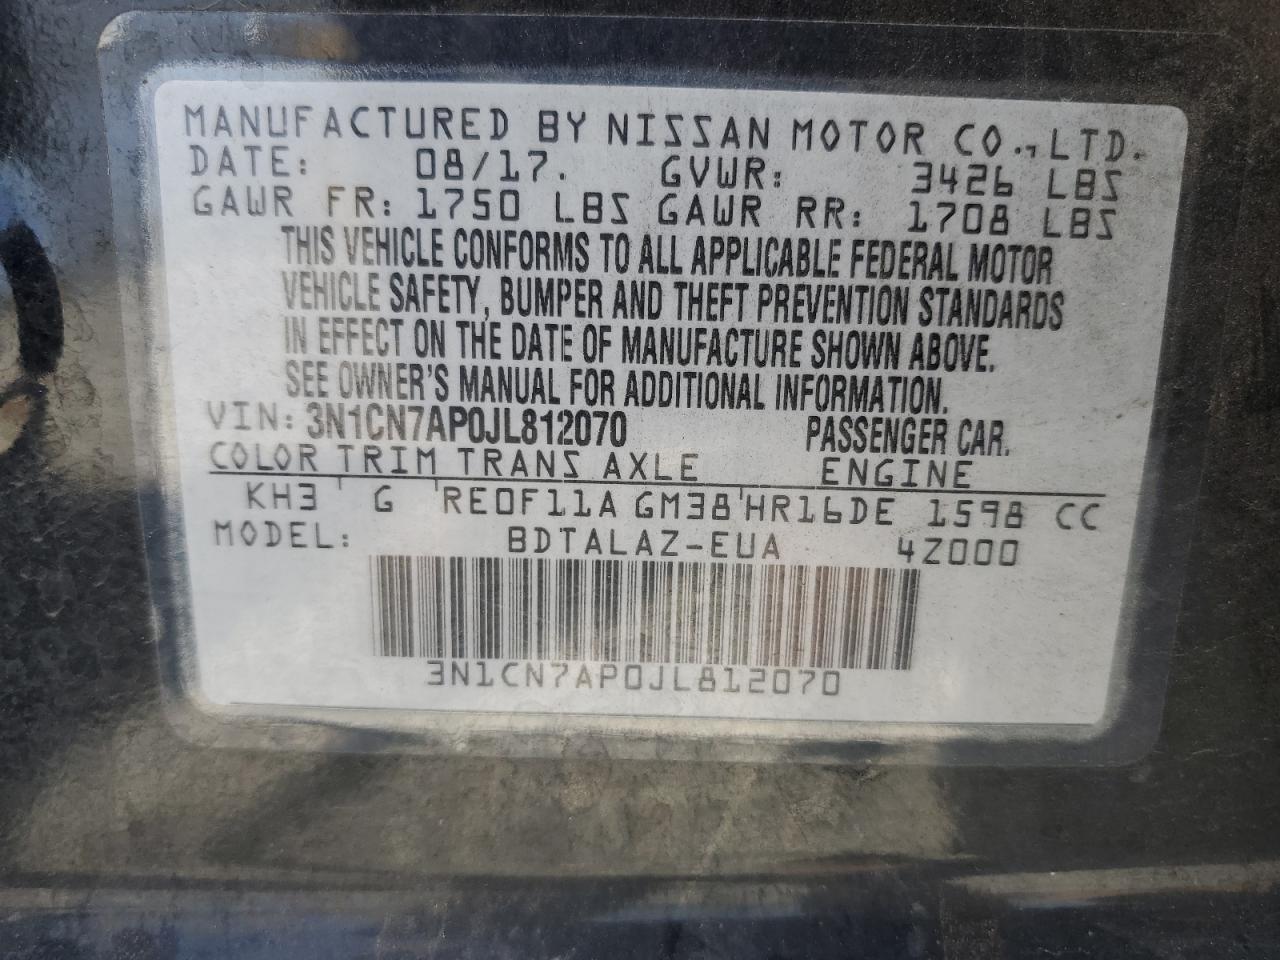 MANUFACTURED BY NISSAN MOTOR CO., LTD.
DATE: 08/17. GVWR: 3426 LBS
GAWR FR: 1750 LBS GAWR RR: 1708 LBS
THIS VEHICLE CONFORMS TO ALL APPLICABLE FEDERAL MOTOR
VEHICLE SAFETY, BUMPER AND THEFT PREVENTION STANDARDS
IN EFFECT ON THE DATE OF MANUFACTURE SHOWN ABOVE.
SEE OWNER'S MANUAL FOR ADDITIONAL INFORMATION.
VIN: 3N1CN7AP0JL812070 PASSENGER CAR.
COLOR TRIM TRANS AXLE ENGINE
KH3 ' G ' RE0F11A GM38 ' HR16DE 1598 CC
MODEL: BDTALAZ-EUA 4Z000
3N1CN7AP0JL812070